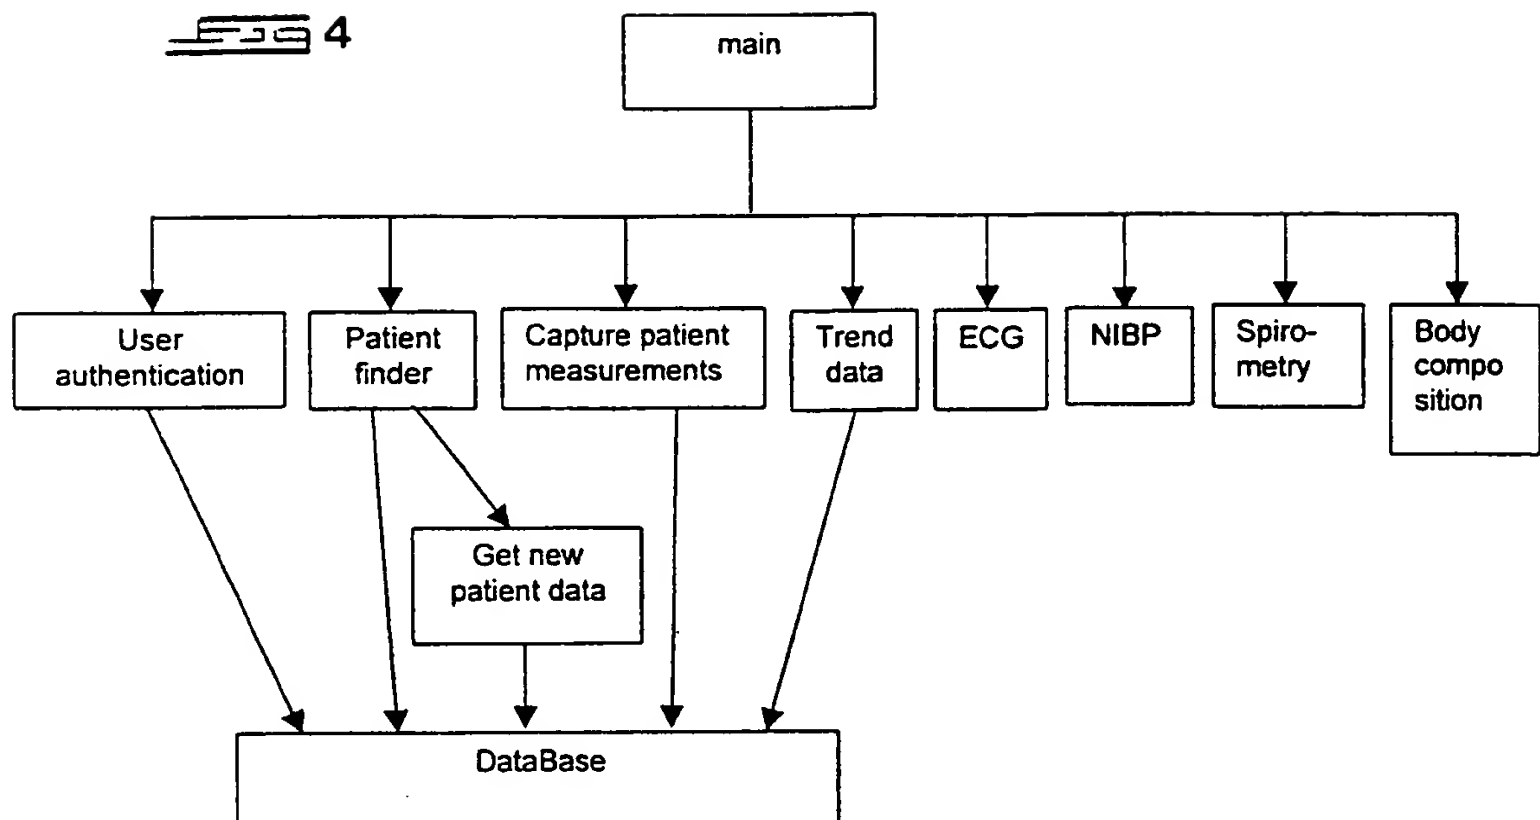 FIG 4
main
User
authentication
Patient
finder
Capture patient
measurements
Trend
data
ECG
NIBP
Spiro-
metry
Body
compo
sition
Get new
patient data
DataBase